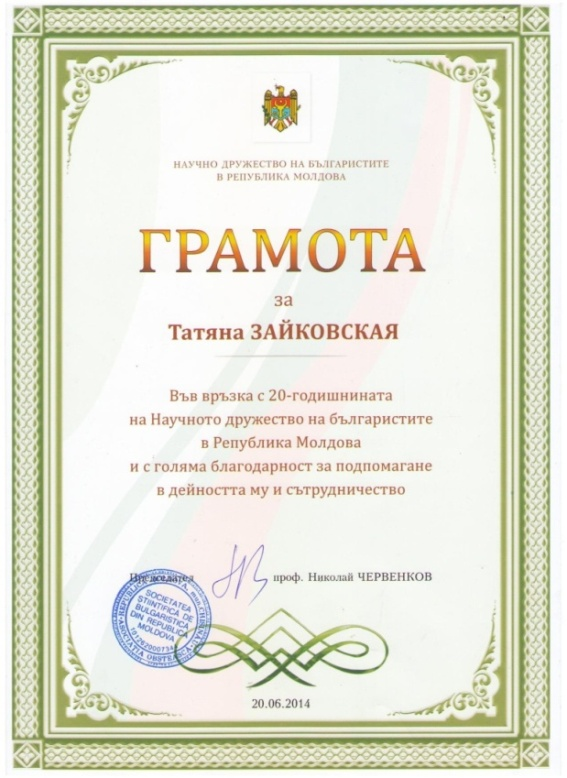 НАУЧНО ДРУЖЕСТВО НА БЪЛГАРИСТИТЕ
В РЕПУБЛИКА МОЛДОВА
ГРАМОТА
за
Татяна ЗАЙКОВСКАЯ
Във връзка с 20-годишнината
на Научното дружество на българистите
в Република Молдова
и с голяма благодарност за подпомагане
в дейността му и сътрудничество
Председател проф. Николай ЧЕРВЕНКОВ
SOCIETATEA
ŞTIINŢIFICĂ DE
BULGARISTICĂ
DIN REPUBLICA
MOLDOVA
20.06.2014